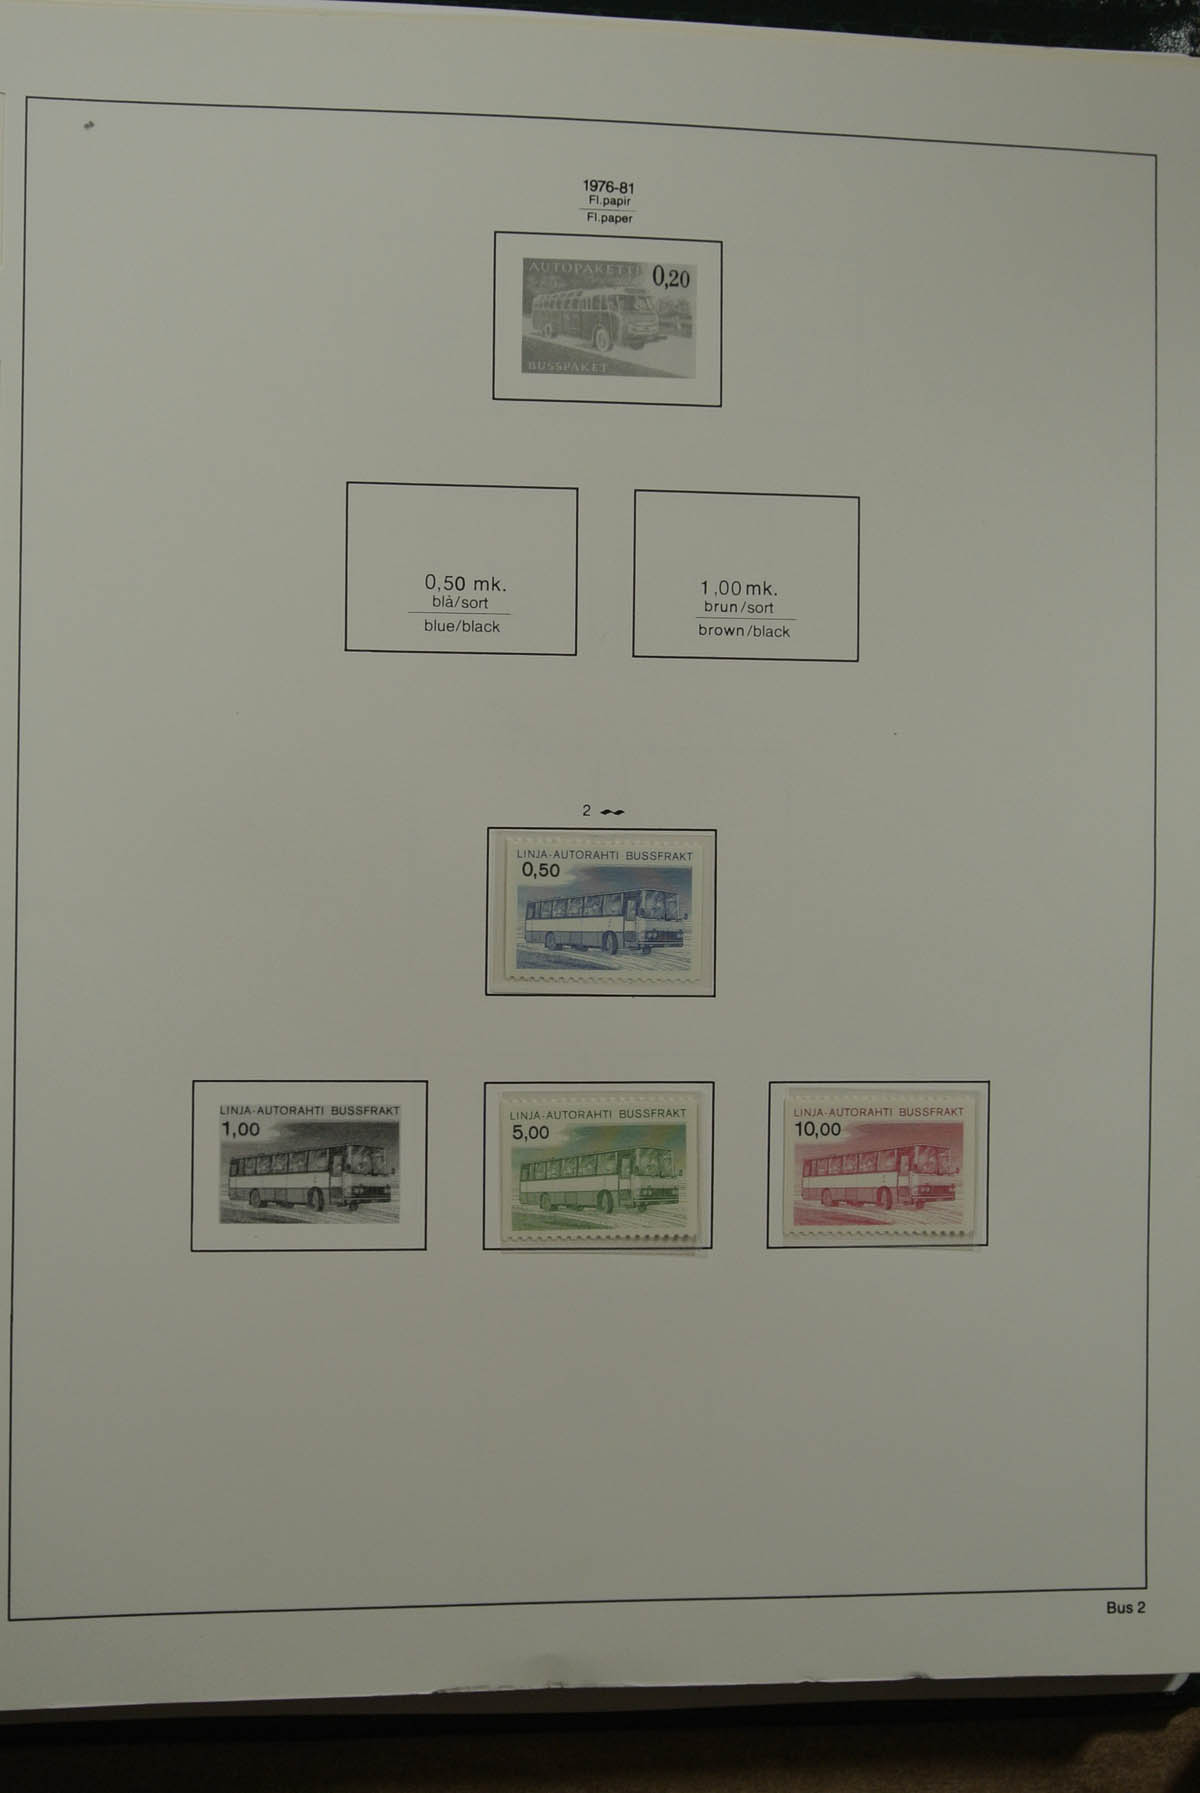 1976-81
Fl.papir
Fl.paper
AUTOPAKETTI
0,20
BUSSPAKET
0,50 mk.
blå/sort
blue/black
1,00 mk.
brun/sort
brown/black
2
LINJA-AUTORAHTI BUSSFRAKT
0,50
LINJA-AUTORAHTI BUSSFRAKT
1,00
LINJA-AUTORAHTI BUSSFRAKT
5,00
LINJA-AUTORAHTI BUSSFRAKT
10,00
Bus 2